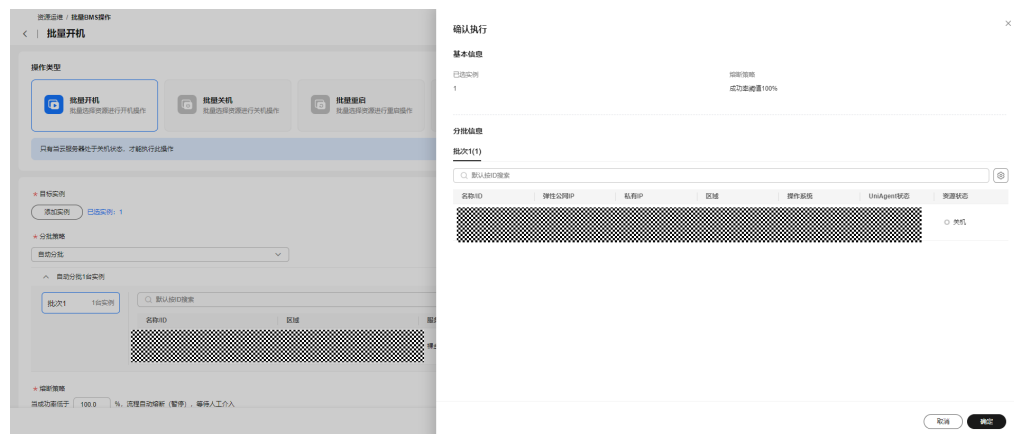 资源运维 / 批量BMS操作
批量开机
操作类型
批量开机
批量选择资源进行开机操作
批量关机
批量选择资源进行关机操作
批量重启
批量选择资源进行重启操作
只有当云服务器处于关机状态，才能执行此操作
* 目标实例
添加实例 已选实例：1
* 分批策略
自动分批
自动分批1台实例
批次1 1台实例
默认按ID搜索
名称/ID 区域
* 熔断策略
当成功率低于 100.0 %，流程自动熔断（暂停），等待人工介入
确认执行
基本信息
已选实例 熔断策略
1 成功率阈值100%
分批信息
批次1(1)
默认按ID搜索
名称/ID 弹性公网IP 私有IP 区域 操作系统 UniAgent状态 资源状态
关机
取消 确定